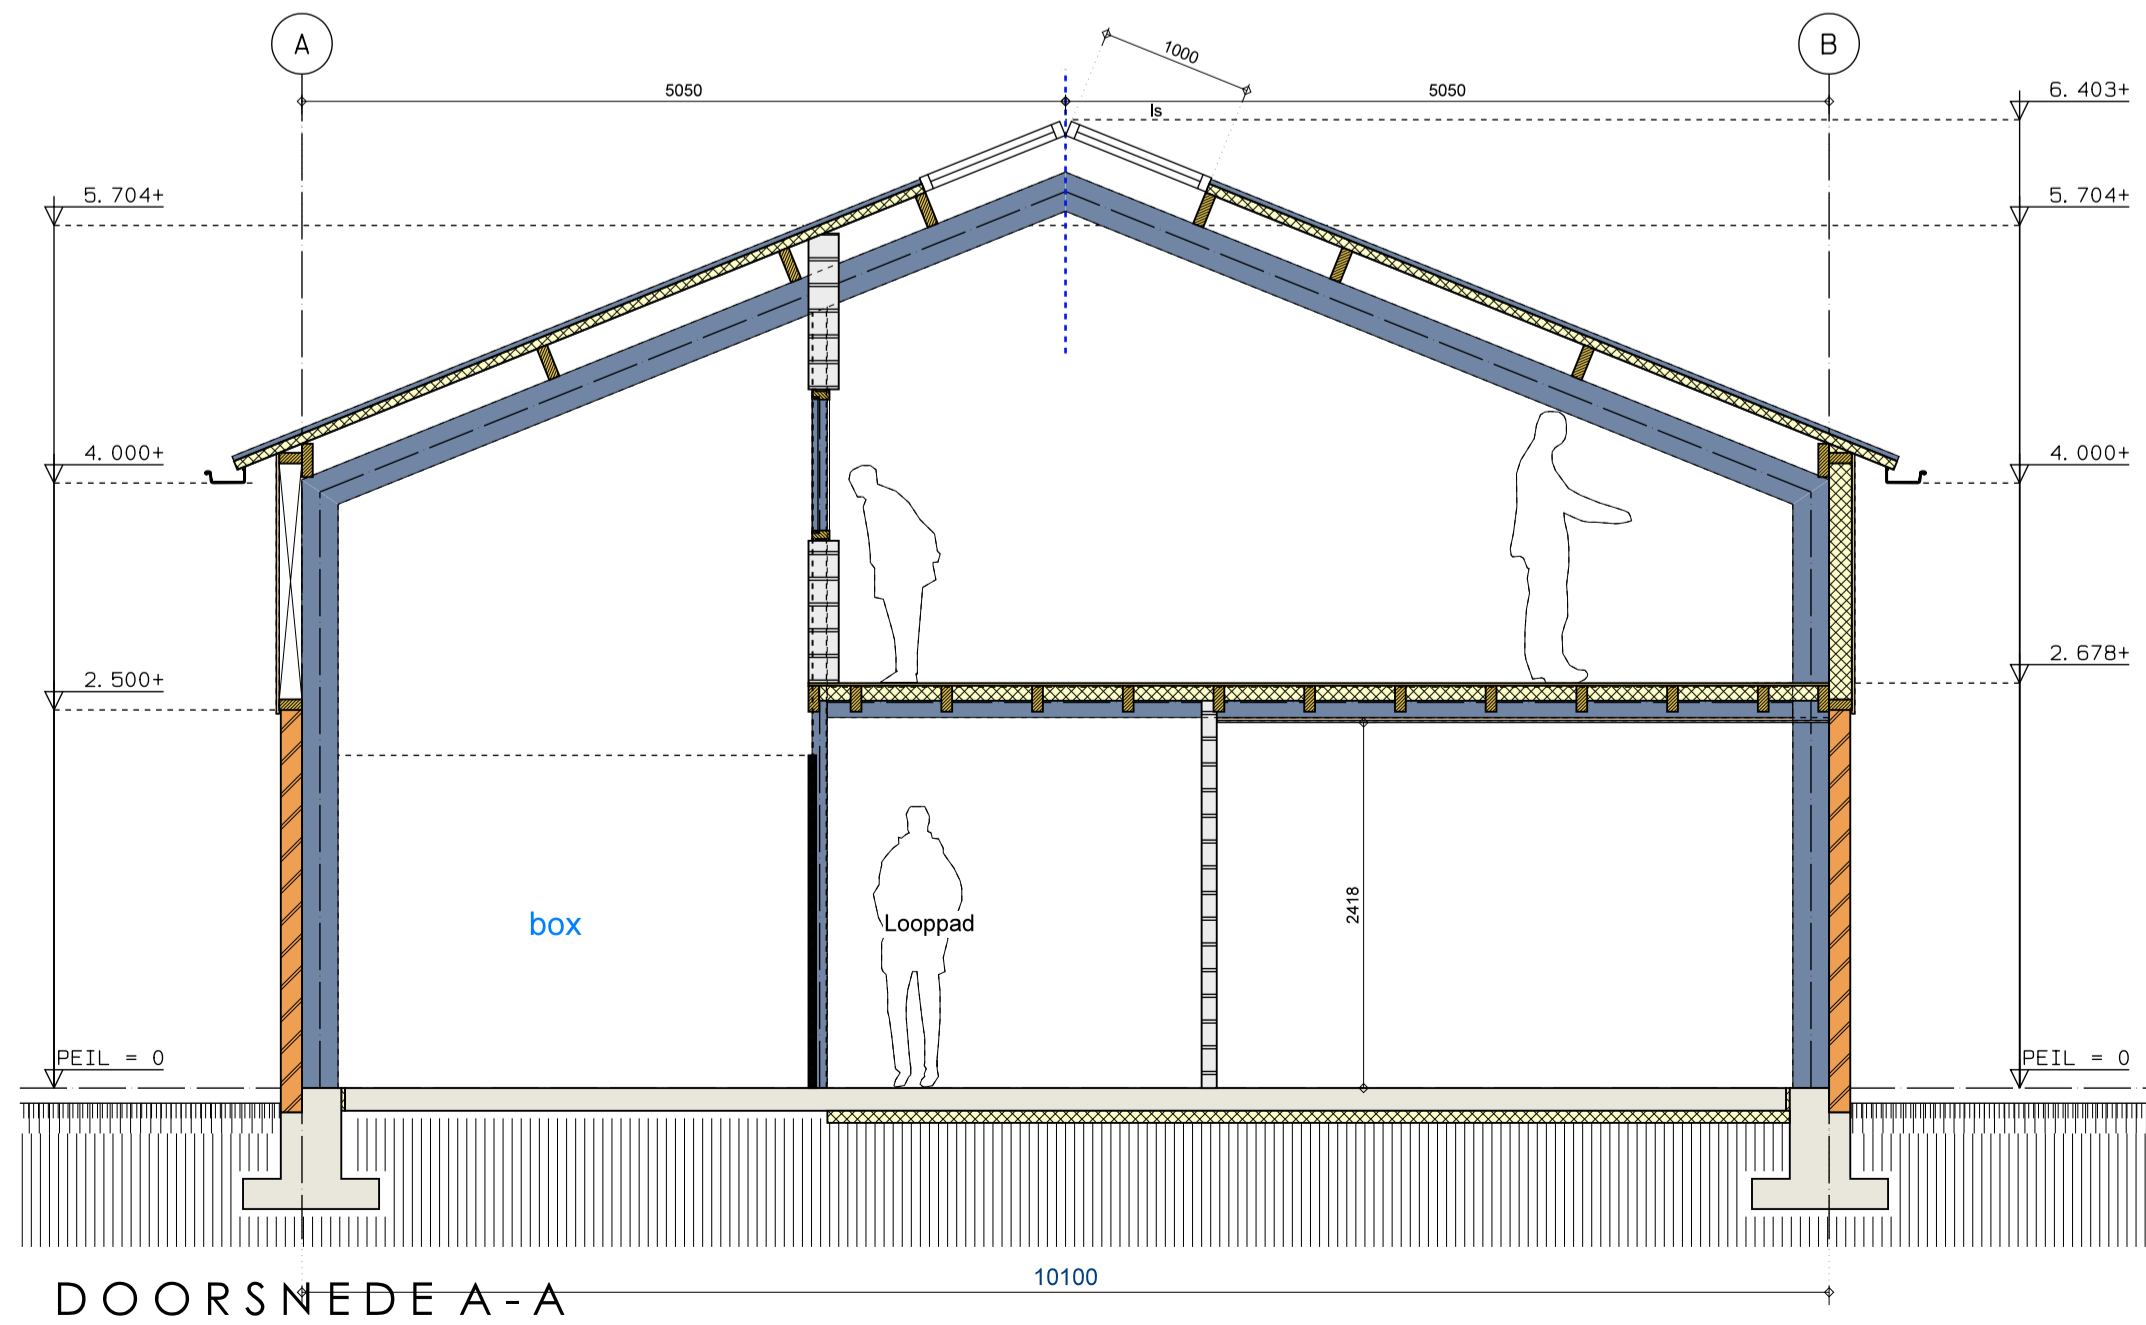 A
B
1000
5050
5050
6. 403+
ls
5. 704+
5. 704+
4. 000+
4. 000+
2. 678+
2. 500+
2418
box
Looppad
PEIL = 0
PEIL = 0
10100
DOORSNEDE A-A